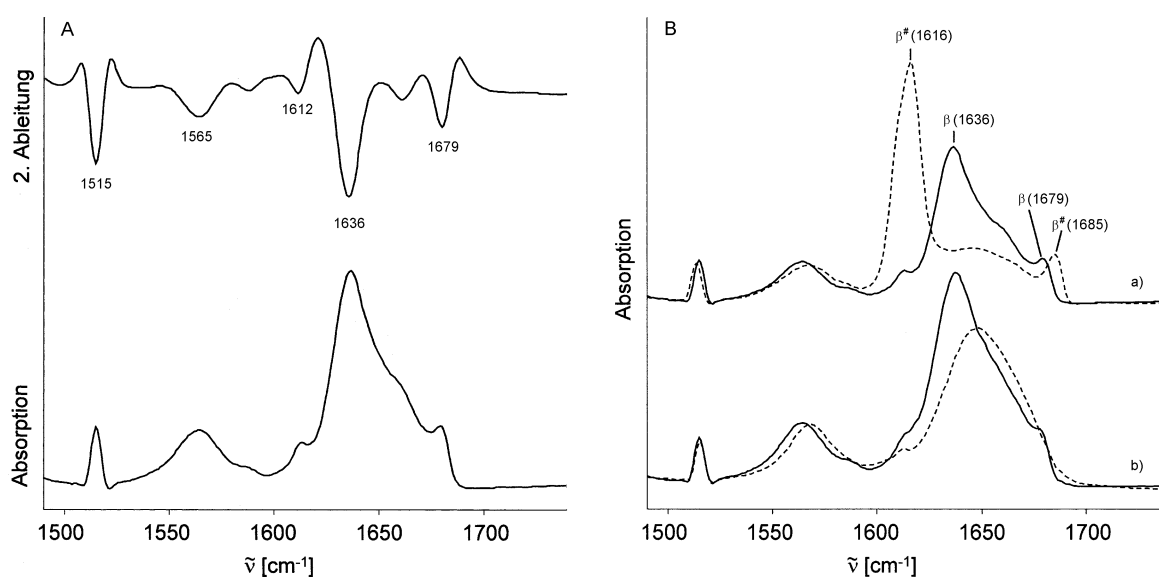 A
2. Ableitung
1515
1565
1612
1636
1679
Absorption
1500 1550 1600 1650 1700
ṽ [cm⁻¹]
B
β#(1616)
β(1636)
β(1679)
β#(1685)
a)
b)
Absorption
1500 1550 1600 1650 1700
ṽ [cm⁻¹]